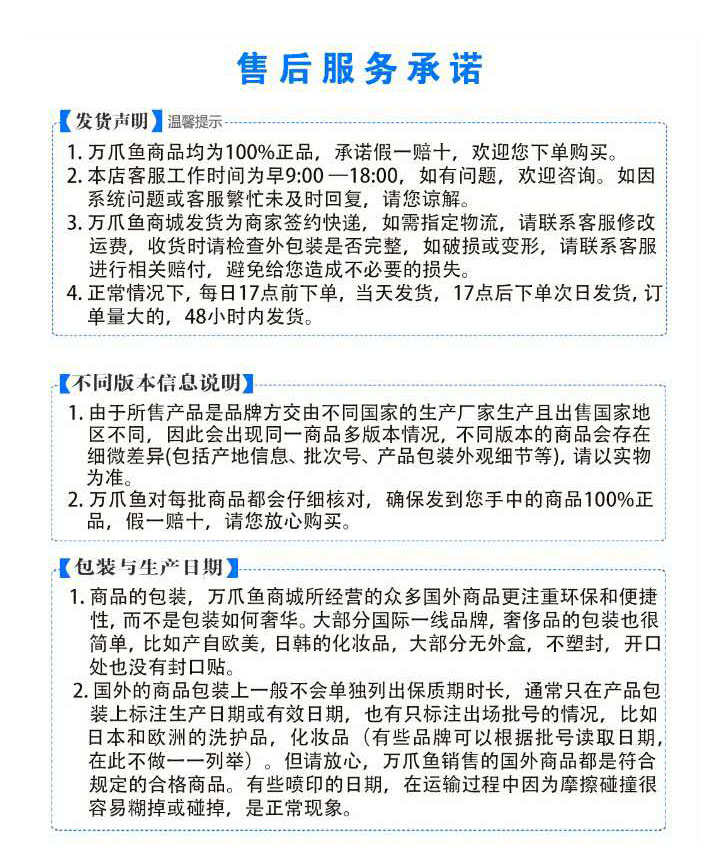 售后服务承诺
【发货声明】温馨提示
1. 万爪鱼商品均为100%正品，承诺假一赔十，欢迎您下单购买。
2. 本店客服工作时间为早9:00 —18:00，如有问题，欢迎咨询。如因
系统问题或客服繁忙未及时回复，请您谅解。
3. 万爪鱼商城发货为商家签约快递，如需指定物流，请联系客服修改
运费，收货时请检查外包装是否完整，如破损或变形，请联系客服
进行相关赔付，避免给您造成不必要的损失。
4. 正常情况下，每日17点前下单，当天发货，17点后下单次日发货，订
单量大的，48小时内发货。
【不同版本信息说明】
1. 由于所售产品是品牌方交由不同国家的生产厂家生产且出售国家地
区不同，因此会出现同一商品多版本情况，不同版本的商品会存在
细微差异(包括产地信息、批次号、产品包装外观细节等)，请以实物
为准。
2. 万爪鱼对每批商品都会仔细核对，确保发到您手中的商品100%正
品，假一赔十，请您放心购买。
【包装与生产日期】
1. 商品的包装，万爪鱼商城所经营的众多国外商品更注重环保和便捷
性，而不是包装如何奢华。大部分国际一线品牌，奢侈品的包装也很
简单，比如产自欧美，日韩的化妆品，大部分无外盒，不塑封，开口
处也没有封口贴。
2. 国外的商品包装上一般不会单独列出保质期时长，通常只在产品包
装上标注生产日期或有效日期，也有只标注出场批号的情况，比如
日本和欧洲的洗护品，化妆品（有些品牌可以根据批号读取日期，
在此不做一一列举）。但请放心，万爪鱼销售的国外商品都是符合
规定的合格商品。有些喷印的日期，在运输过程中因为摩擦碰撞很
容易糊掉或碰掉，是正常现象。